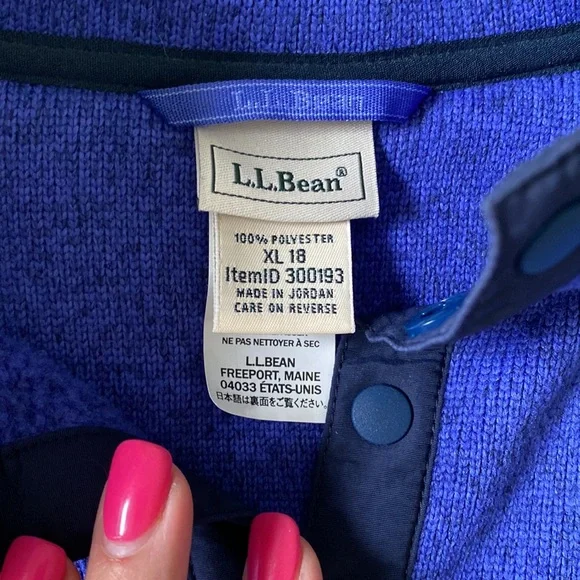 L.L.Bean
L.L.Bean®
100% POLYESTER
XL 18
ItemID 300193
MADE IN JORDAN
CARE ON REVERSE
NE PAS NETTOYER À SEC
L.L.BEAN
FREEPORT, MAINE
04033 ÉTATS-UNIS
日本語は裏面をご覧ください。